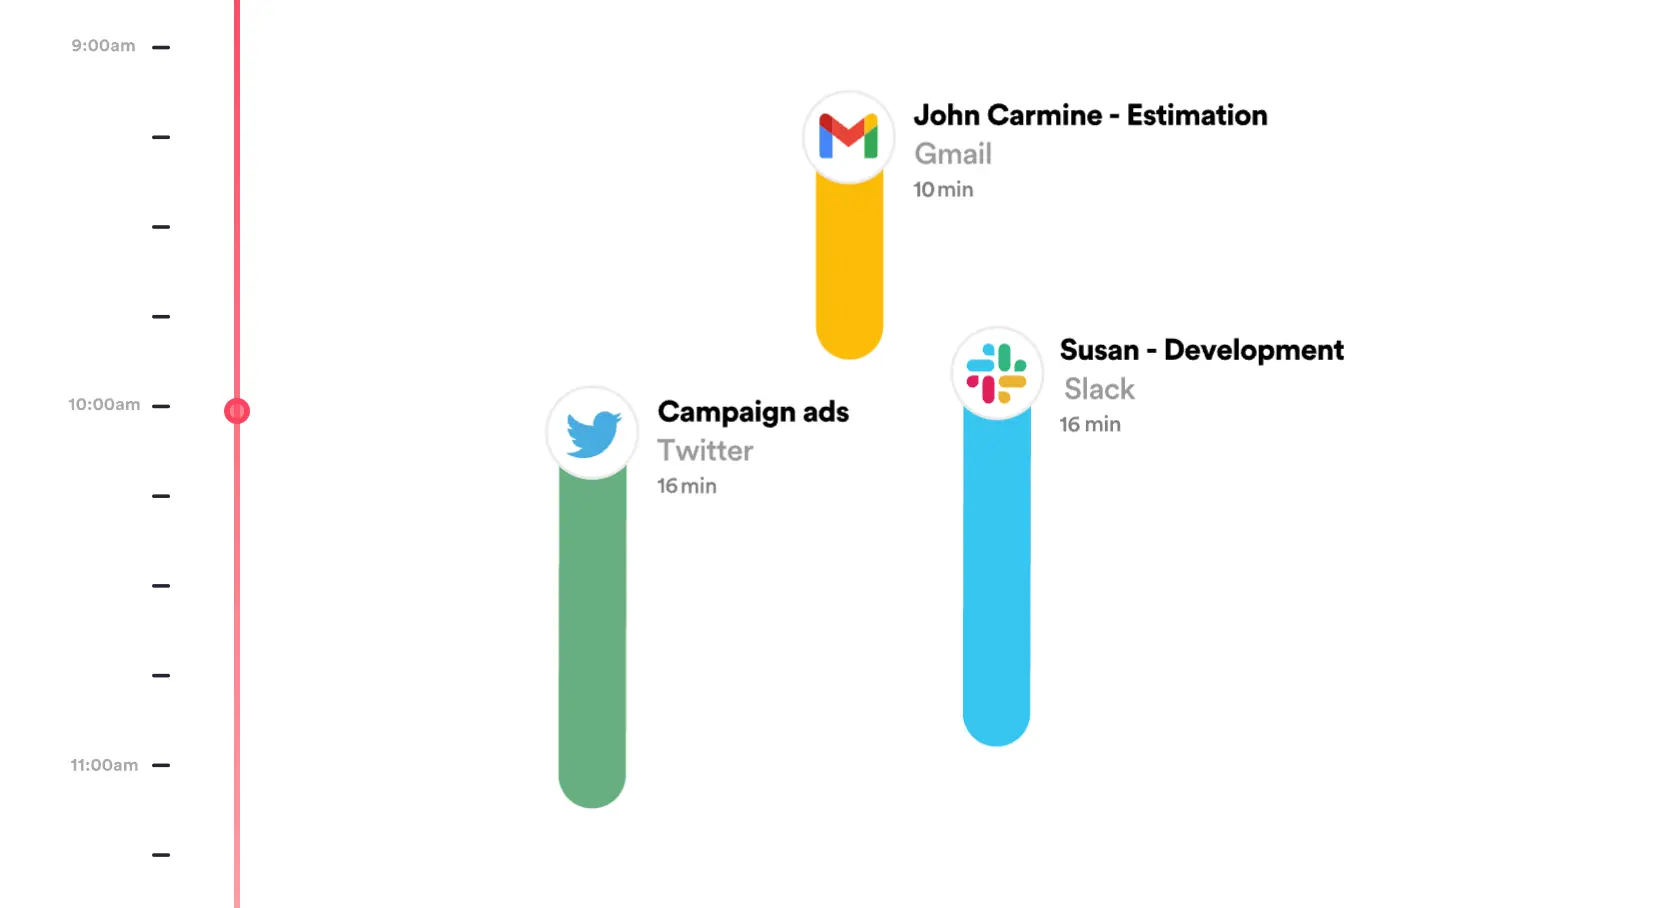 9:00am
John Carmine - Estimation
Gmail
10 min
Susan - Development
Slack
16 min
10:00am
Campaign ads
Twitter
16 min
11:00am